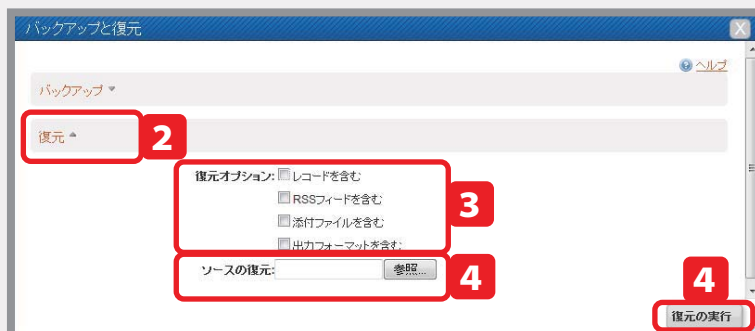 バックアップと復元
X
? ヘルプ
バックアップ
復元
2
復元オプション: レコードを含む
RSSフィードを含む
添付ファイルを含む
出力フォーマットを含む
3
ソースの復元: 参照...
4
4
復元の実行